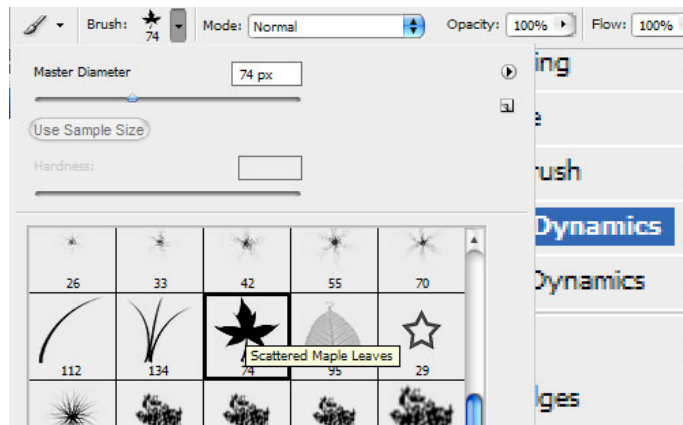 Brush: 74 Mode: Normal Opacity: 100% Flow: 100%
Master Diameter 74 px
Use Sample Size
Hardness:
26 33 42 55 70
112 134 74 95 29
Scattered Maple Leaves
ing
e
rush
Dynamics
Dynamics
dges